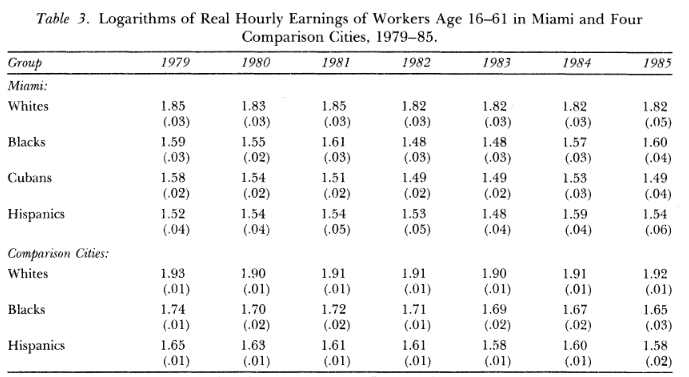 Table 3. Logarithms of Real Hourly Earnings of Workers Age 16–61 in Miami and Four
Comparison Cities, 1979–85.
Group 1979 1980 1981 1982 1983 1984 1985
Miami:
Whites 1.85 1.83 1.85 1.82 1.82 1.82 1.82
(.03) (.03) (.03) (.03) (.03) (.03) (.05)
Blacks 1.59 1.55 1.61 1.48 1.48 1.57 1.60
(.03) (.02) (.03) (.03) (.03) (.03) (.04)
Cubans 1.58 1.54 1.51 1.49 1.49 1.53 1.49
(.02) (.02) (.02) (.02) (.02) (.03) (.04)
Hispanics 1.52 1.54 1.54 1.53 1.48 1.59 1.54
(.04) (.04) (.05) (.05) (.04) (.04) (.06)
Comparison Cities:
Whites 1.93 1.90 1.91 1.91 1.90 1.91 1.92
(.01) (.01) (.01) (.01) (.01) (.01) (.01)
Blacks 1.74 1.70 1.72 1.71 1.69 1.67 1.65
(.01) (.02) (.02) (.01) (.02) (.02) (.03)
Hispanics 1.65 1.63 1.61 1.61 1.58 1.60 1.58
(.01) (.01) (.01) (.01) (.01) (.01) (.02)